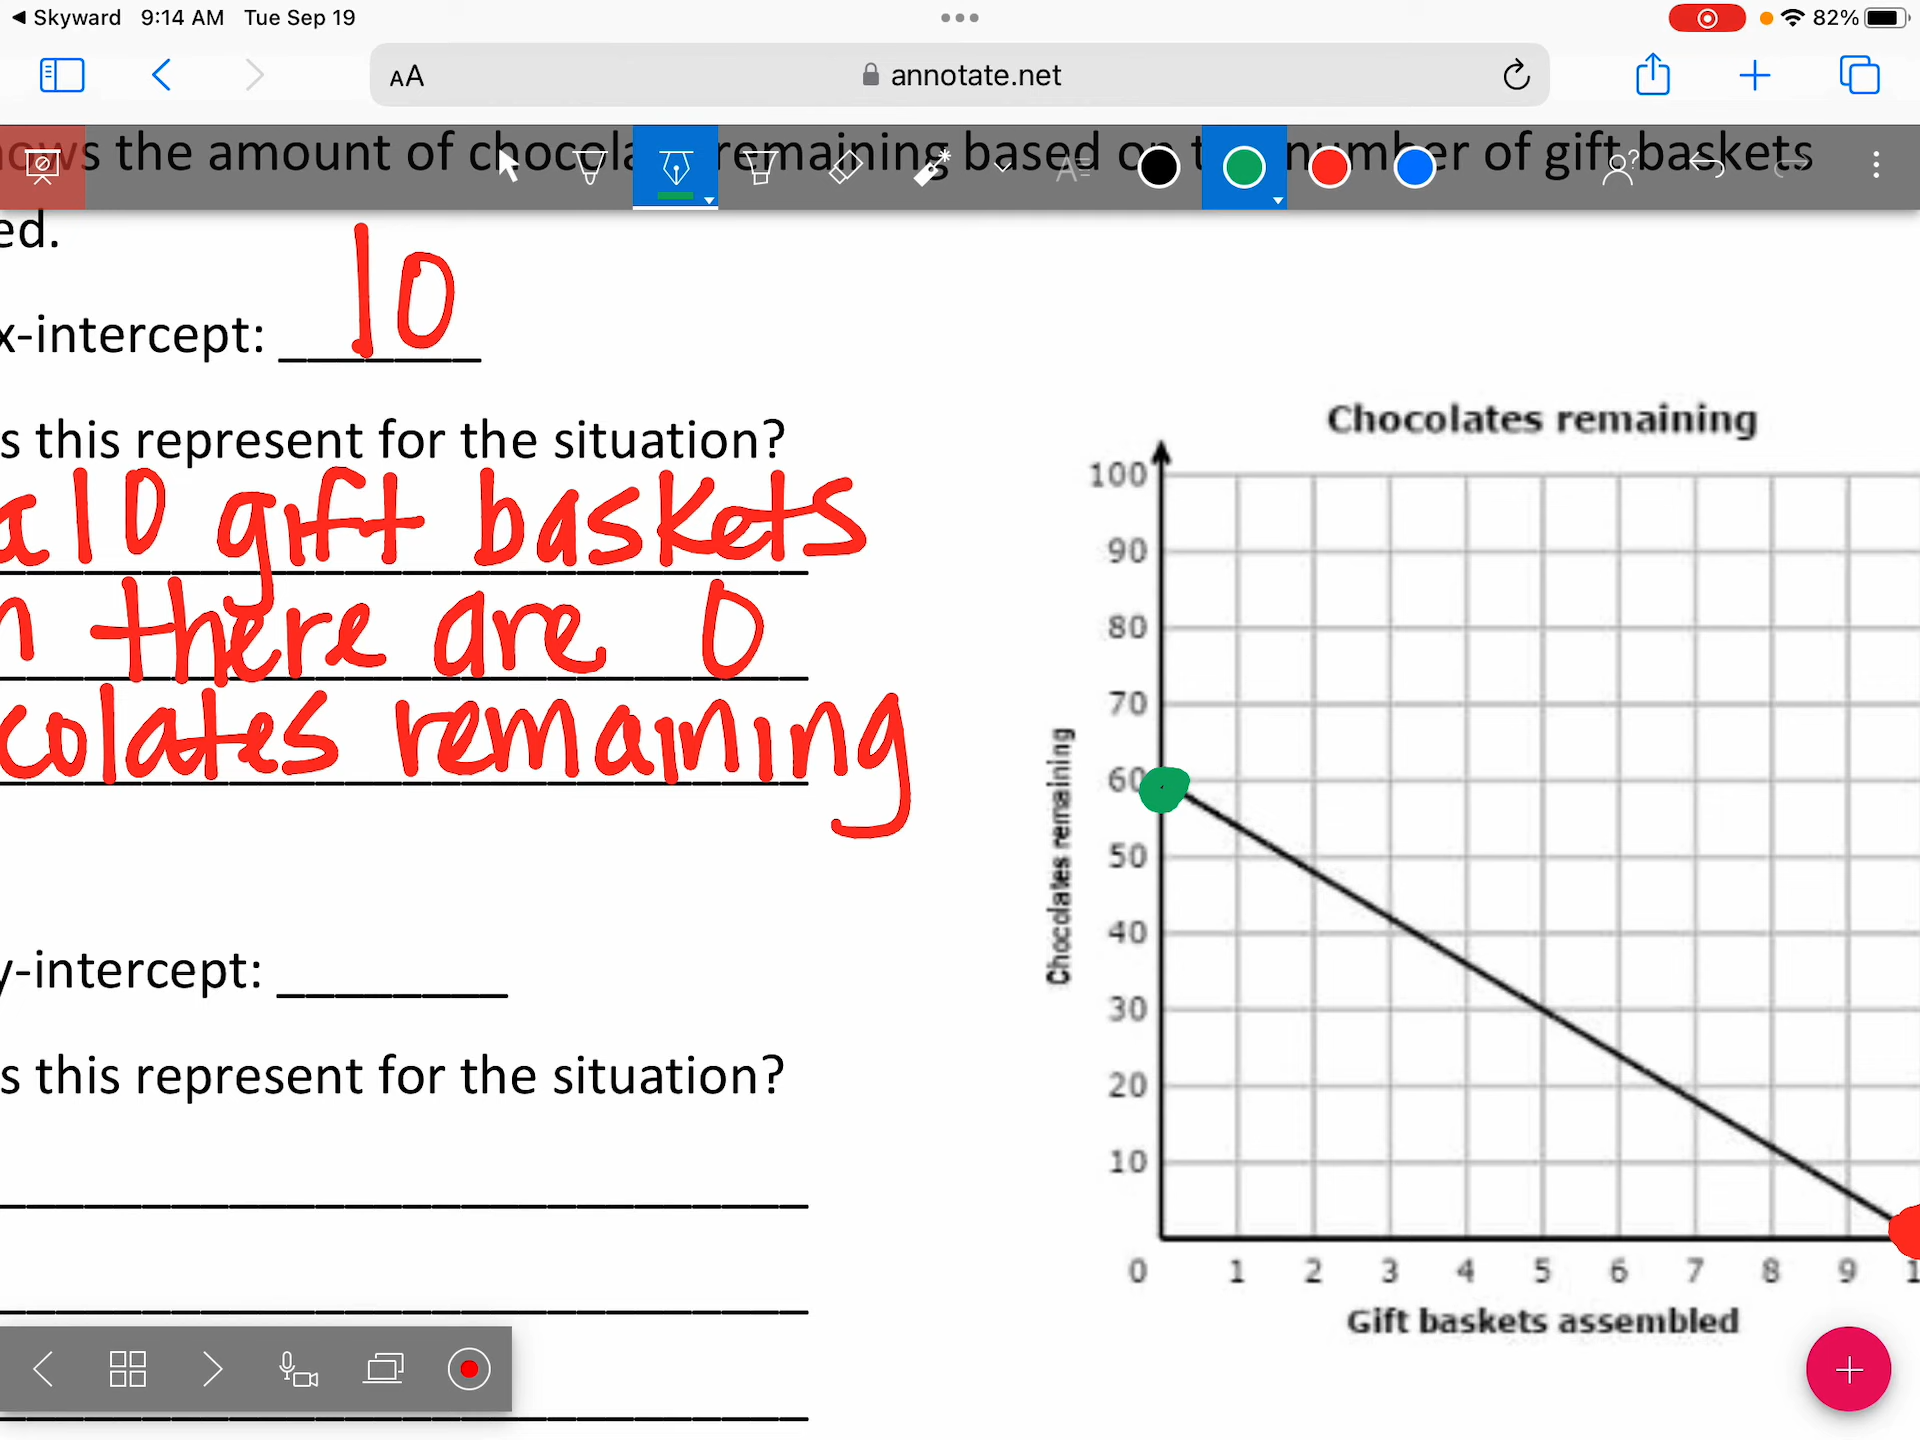 Skyward 9:14 AM Tue Sep 19 82%
AA annotate.net
ows the amount of chocola remaining based on t number of gift baskets
ed.
x-intercept: 10
s this represent for the situation?
a 10 gift baskets
n there are 0
colates remaining
y-intercept:
s this represent for the situation?
Chocolates remaining
100
90
80
70
60
50
40
30
20
10
Chocolates remaining
0 1 2 3 4 5 6 7 8 9 1
Gift baskets assembled